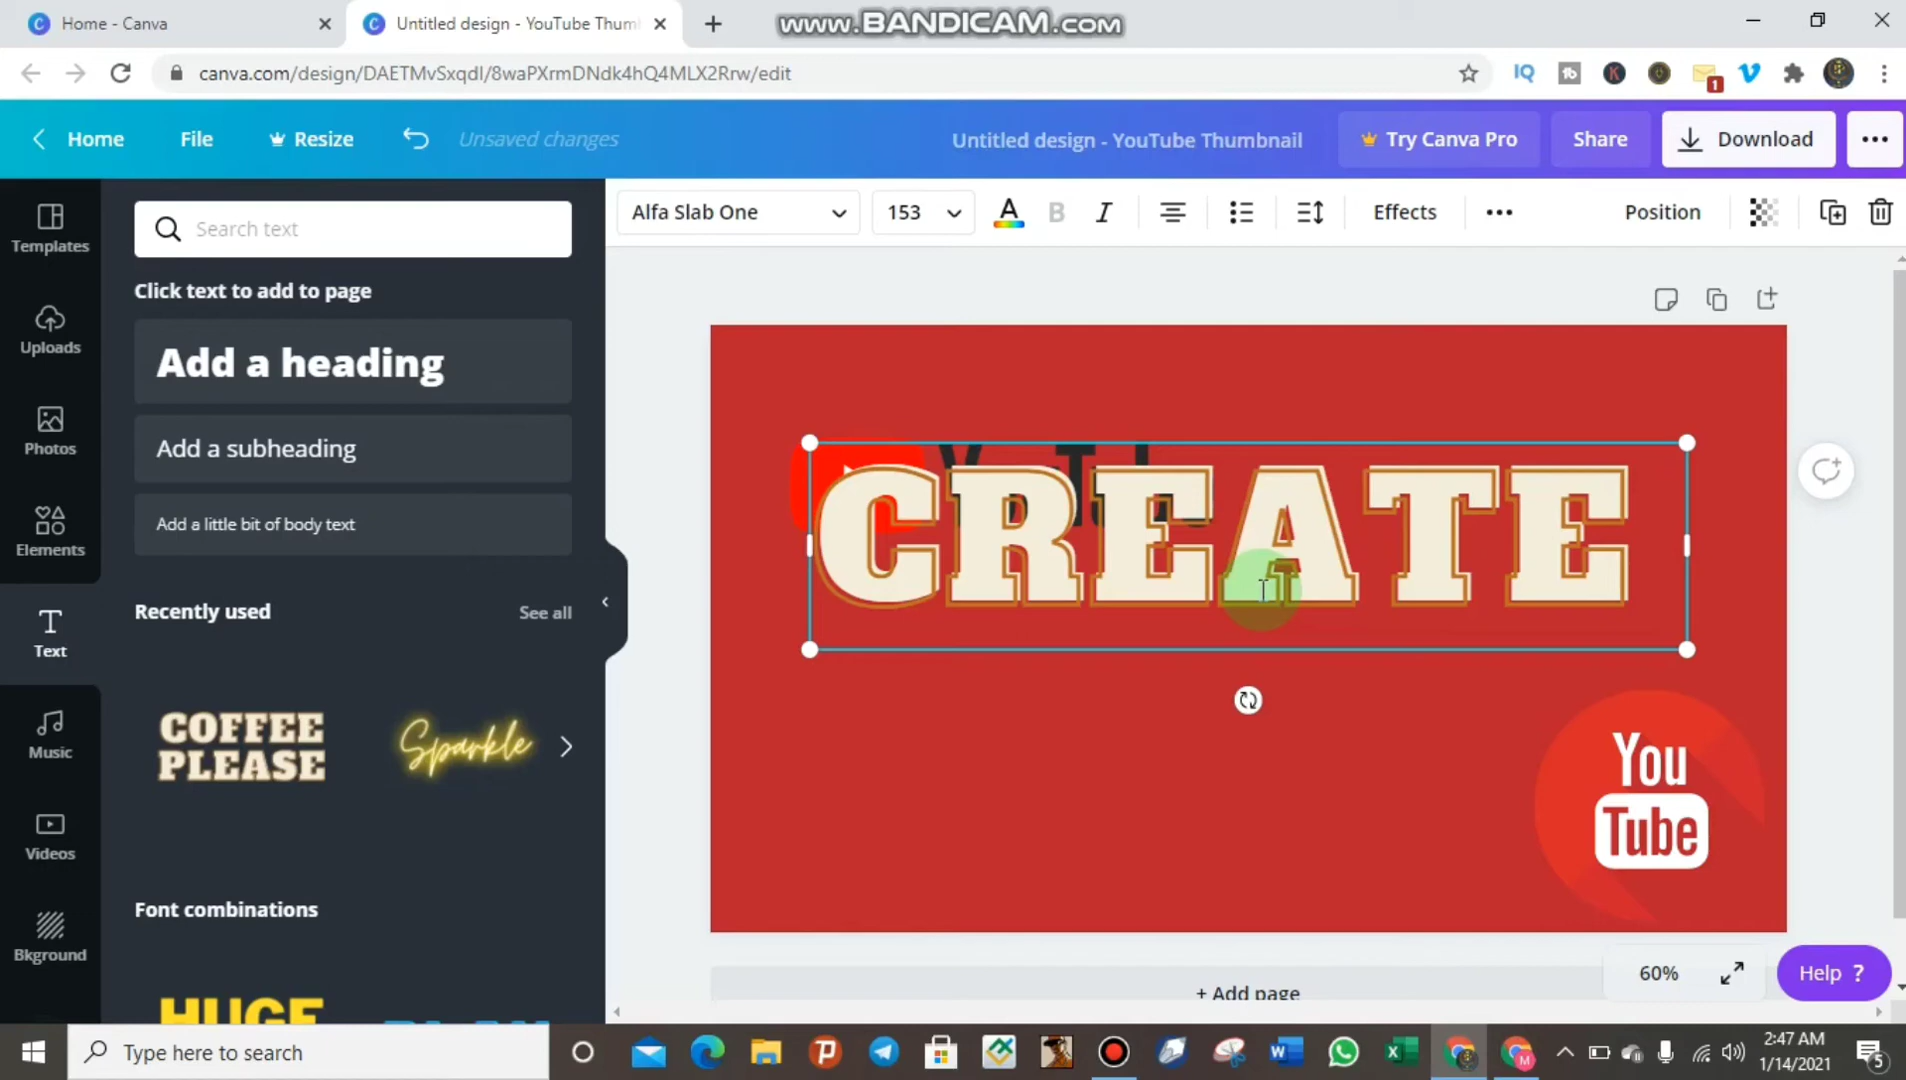 Home - Canva
Untitled design - YouTube Thum
www.BANDICAM.com
canva.com/design/DAETMvSxqdI/8waPXrmDNdk4hQ4MLX2Rrw/edit
Home
File
Resize
Unsaved changes
Untitled design - YouTube Thumbnail
Try Canva Pro
Share
Download
Templates
Uploads
Photos
Elements
Text
Music
Videos
Bkground
Search text
Click text to add to page
Add a heading
Add a subheading
Add a little bit of body text
Recently used
See all
COFFEE
PLEASE
Sparkle
Font combinations
HUGE
Alfa Slab One
153
A
B
I
Effects
Position
YouTube
CREATE
You
Tube
+ Add page
60%
Help ?
Type here to search
2:47 AM
1/14/2021